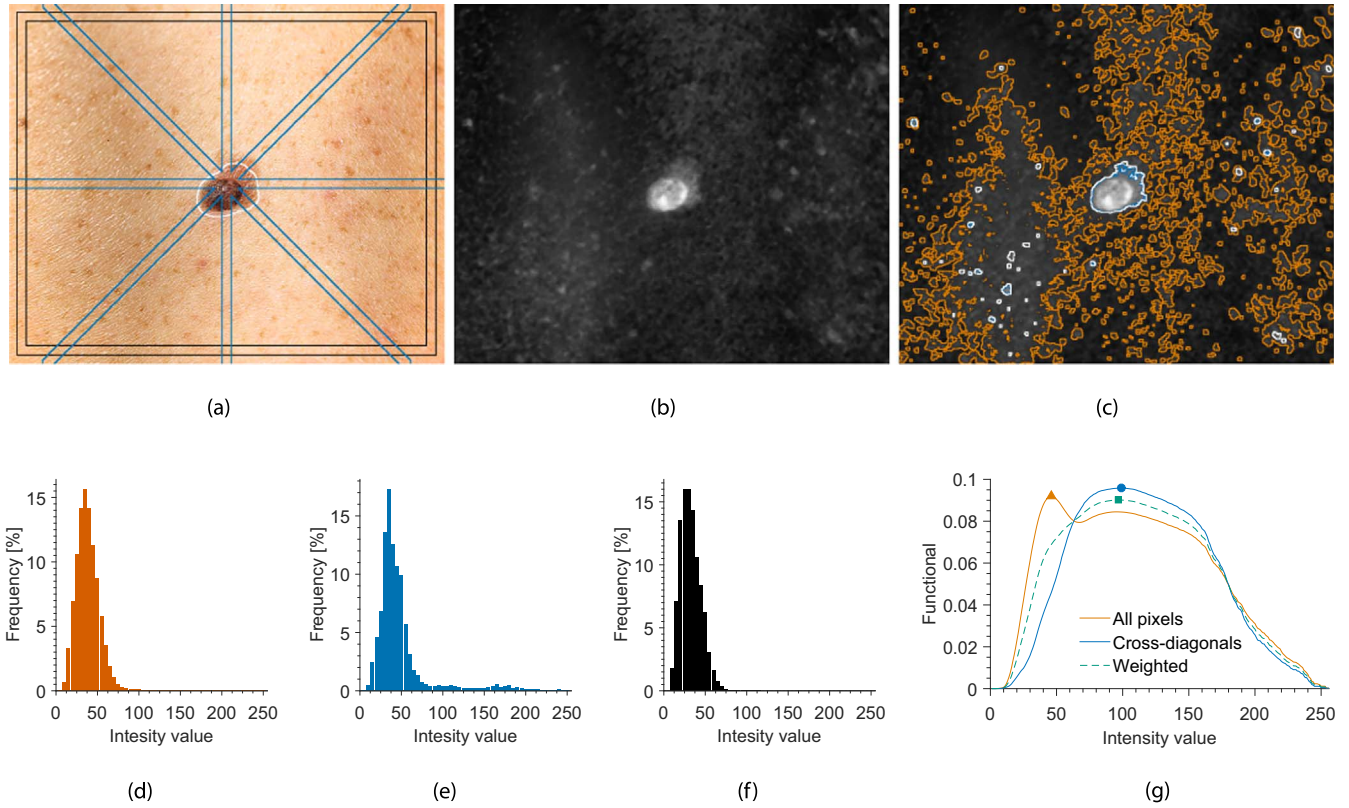 (a) (b) (c)
Frequency [%]
15
10
5
0
0 50 100 150 200 250
Intesity value
(d)
Frequency [%]
15
10
5
0
0 50 100 150 200 250
Intesity value
(e)
Frequency [%]
15
10
5
0
0 50 100 150 200 250
Intesity value
(f)
Functional
0.1
0.08
0.06
0.04
0.02
0
All pixels
Cross-diagonals
Weighted
0 50 100 150 200 250
Intensity value
(g)